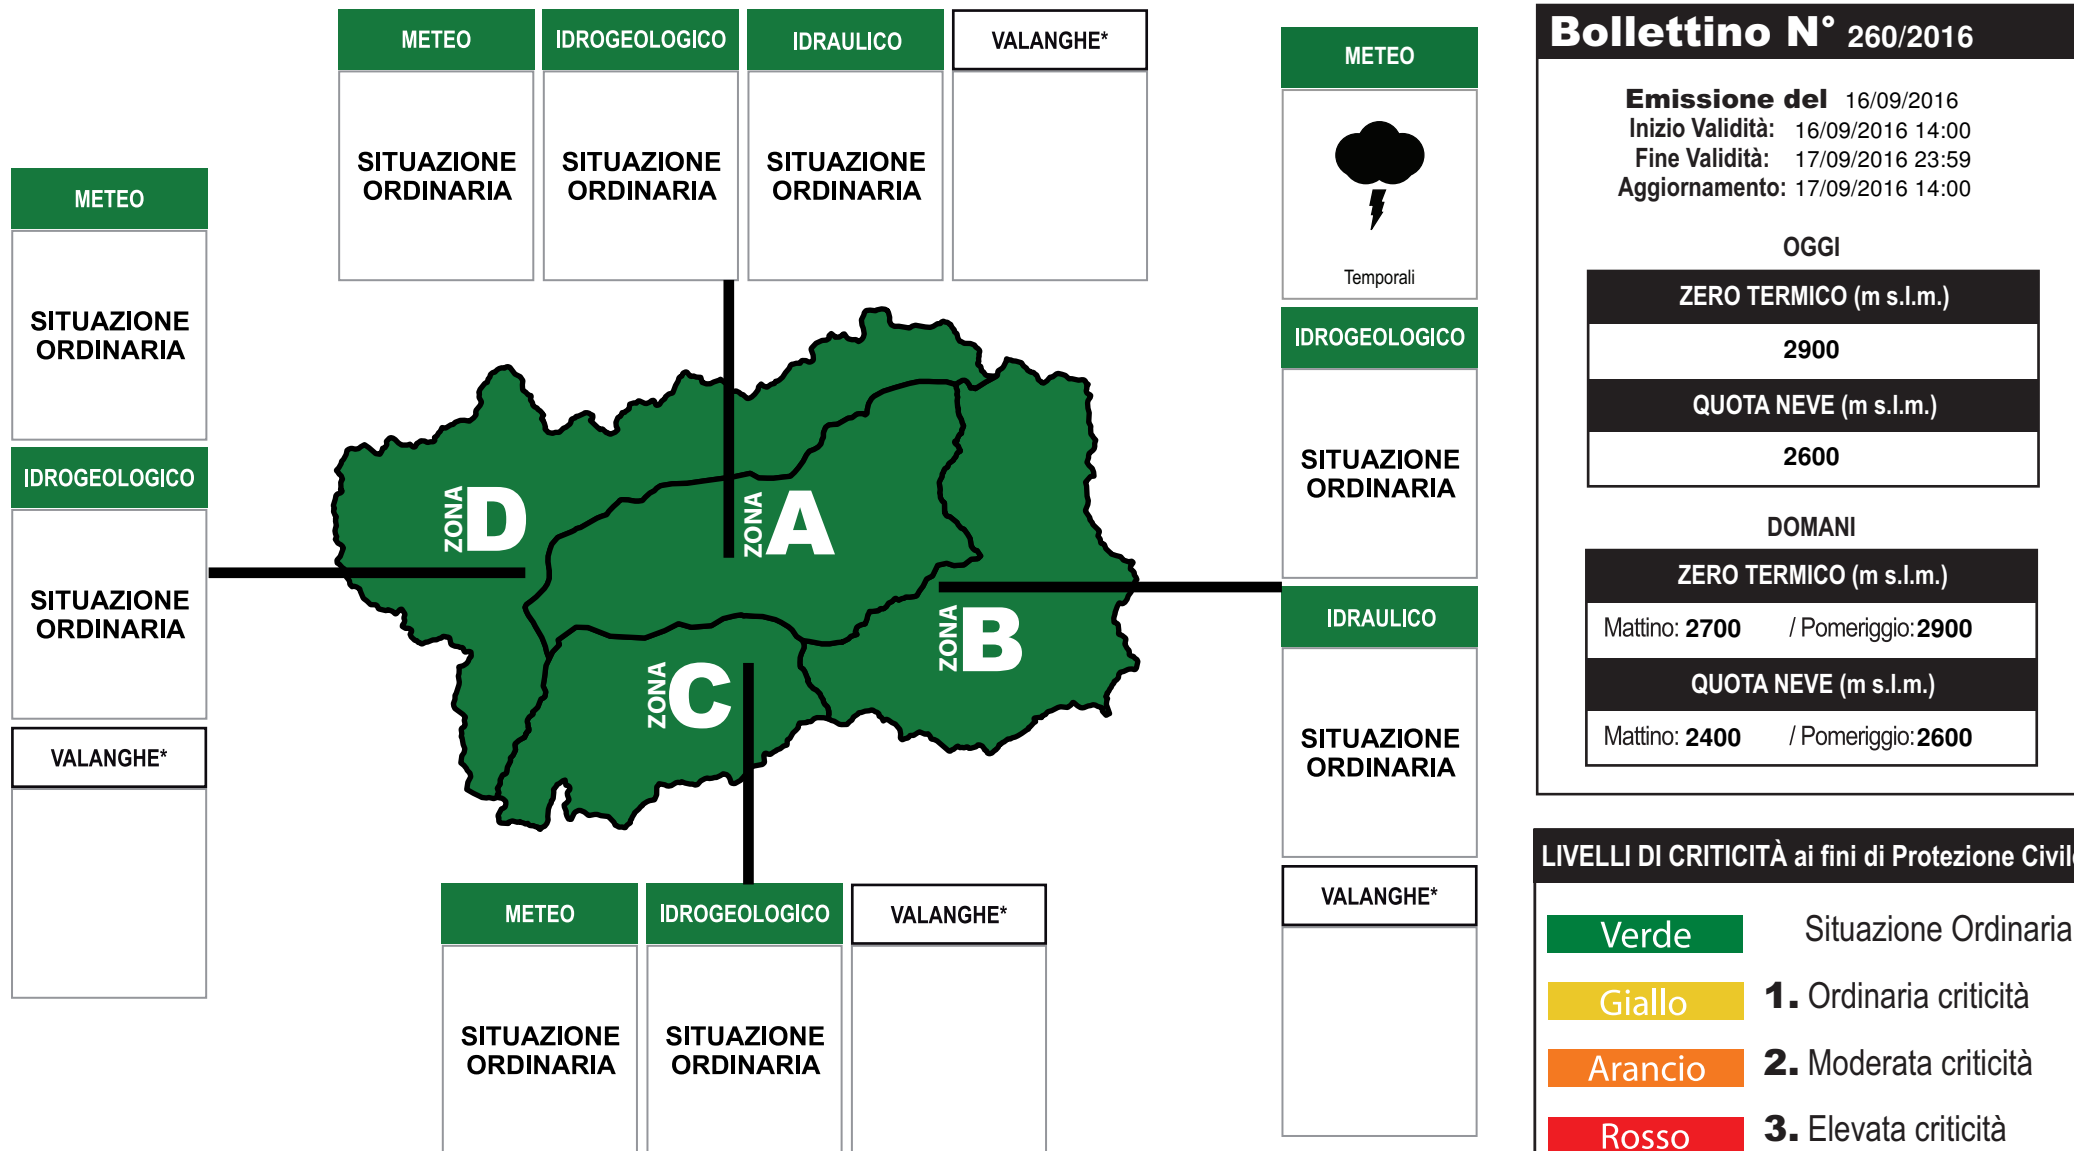 METEO
IDROGEOLOGICO
IDRAULICO
VALANGHE*
SITUAZIONE
ORDINARIA
SITUAZIONE
ORDINARIA
SITUAZIONE
ORDINARIA
METEO
SITUAZIONE
ORDINARIA
IDROGEOLOGICO
SITUAZIONE
ORDINARIA
VALANGHE*
ZONA D
ZONA A
ZONA B
ZONA C
METEO
Temporali
IDROGEOLOGICO
SITUAZIONE
ORDINARIA
IDRAULICO
SITUAZIONE
ORDINARIA
VALANGHE*
METEO
IDROGEOLOGICO
VALANGHE*
SITUAZIONE
ORDINARIA
SITUAZIONE
ORDINARIA
Bollettino N° 260/2016
Emissione del 16/09/2016
Inizio Validità: 16/09/2016 14:00
Fine Validità: 17/09/2016 23:59
Aggiornamento: 17/09/2016 14:00
OGGI
ZERO TERMICO (m s.l.m.)
2900
QUOTA NEVE (m s.l.m.)
2600
DOMANI
ZERO TERMICO (m s.l.m.)
Mattino: 2700 / Pomeriggio: 2900
QUOTA NEVE (m s.l.m.)
Mattino: 2400 / Pomeriggio: 2600
LIVELLI DI CRITICITÀ ai fini di Protezione Civile
Verde Situazione Ordinaria
Giallo 1. Ordinaria criticità
Arancio 2. Moderata criticità
Rosso 3. Elevata criticità